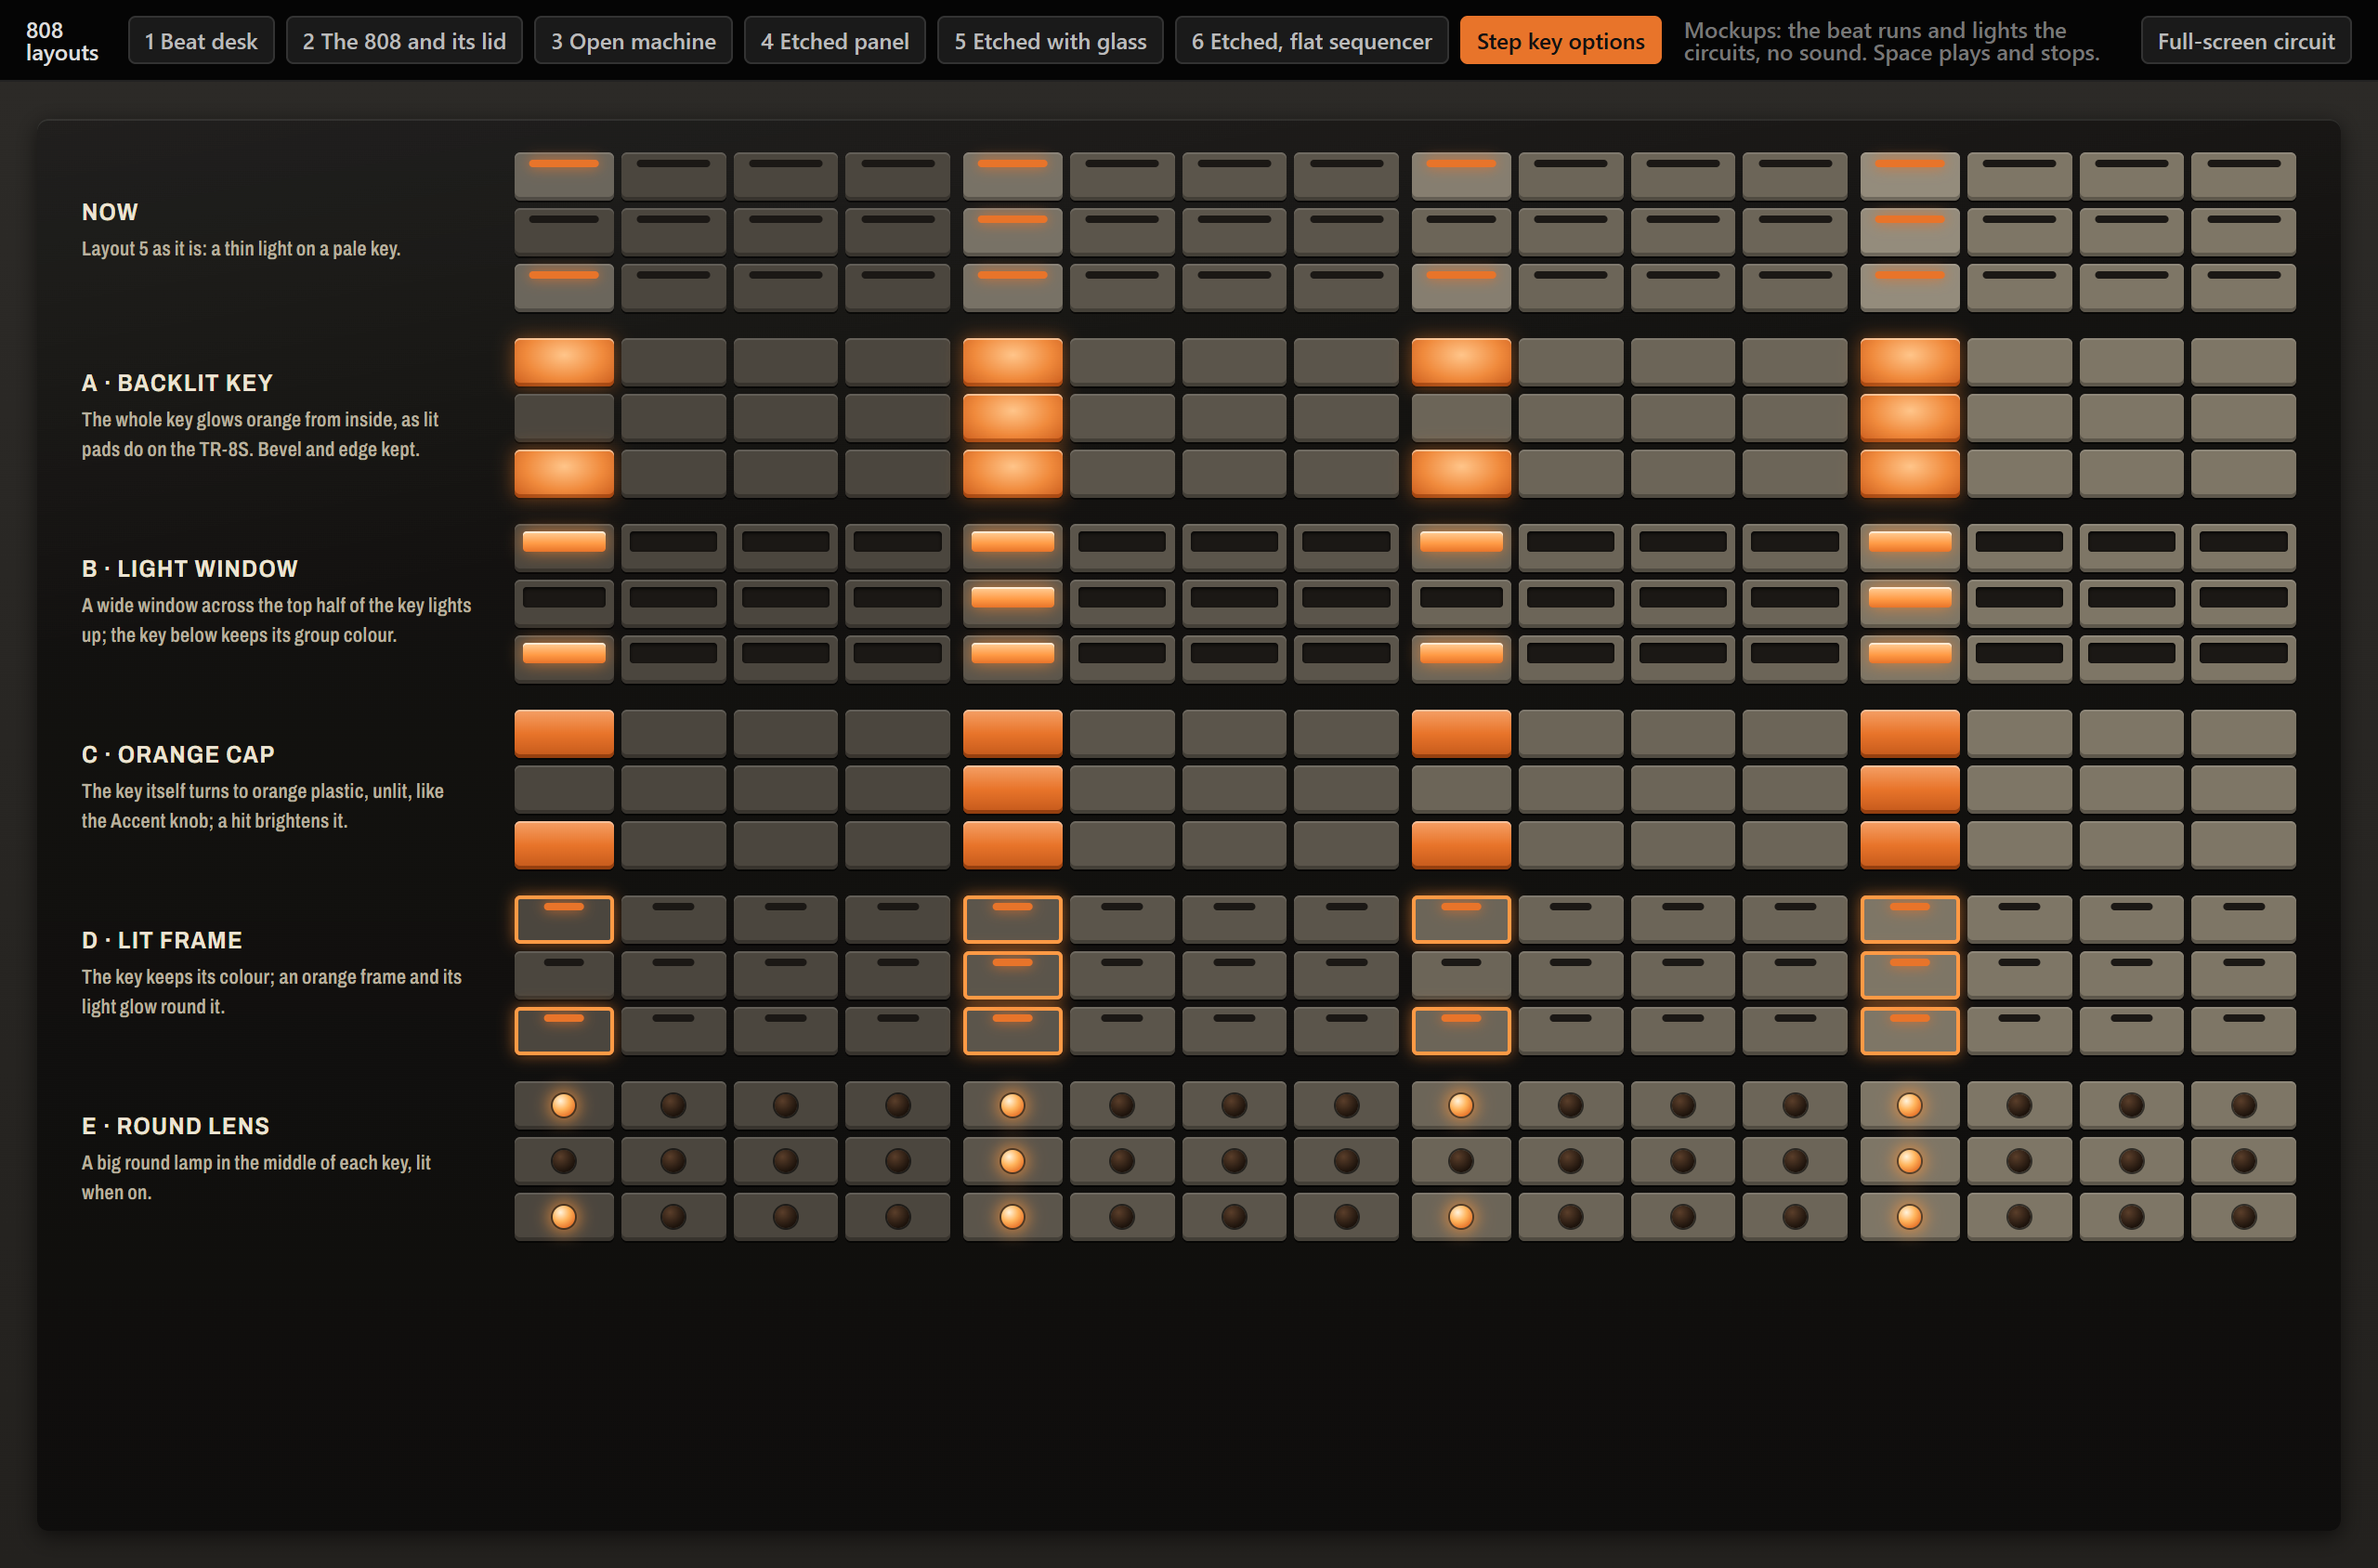 808
layouts
1 Beat desk
2 The 808 and its lid
3 Open machine
4 Etched panel
5 Etched with glass
6 Etched, flat sequencer
Step key options
Mockups: the beat runs and lights the
circuits, no sound. Space plays and stops.
Full-screen circuit
NOW
Layout 5 as it is: a thin light on a pale key.
A · BACKLIT KEY
The whole key glows orange from inside, as lit
pads do on the TR-8S. Bevel and edge kept.
B · LIGHT WINDOW
A wide window across the top half of the key lights
up; the key below keeps its group colour.
C · ORANGE CAP
The key itself turns to orange plastic, unlit, like
the Accent knob; a hit brightens it.
D · LIT FRAME
The key keeps its colour; an orange frame and its
light glow round it.
E · ROUND LENS
A big round lamp in the middle of each key, lit
when on.